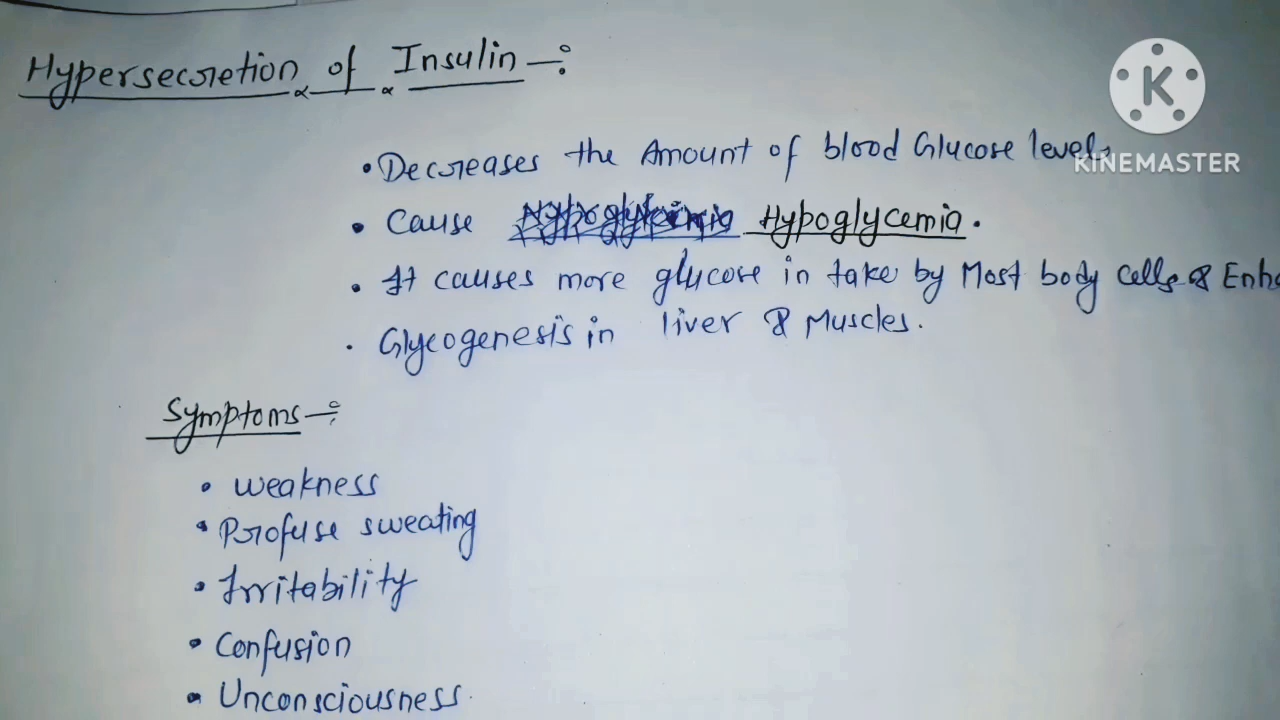 Hypersecretion of Insulin -:
K
KINEMASTER
• Decreases the Amount of blood Glucose levels
• Cause Hypoglycemia.
• It causes more glucose in take by Most body cells & Enha
• Glycogenesis in liver & Muscles.
Symptoms -:
• Weakness
• Profuse sweating
• Irritability
• Confusion
• Unconsciousness.